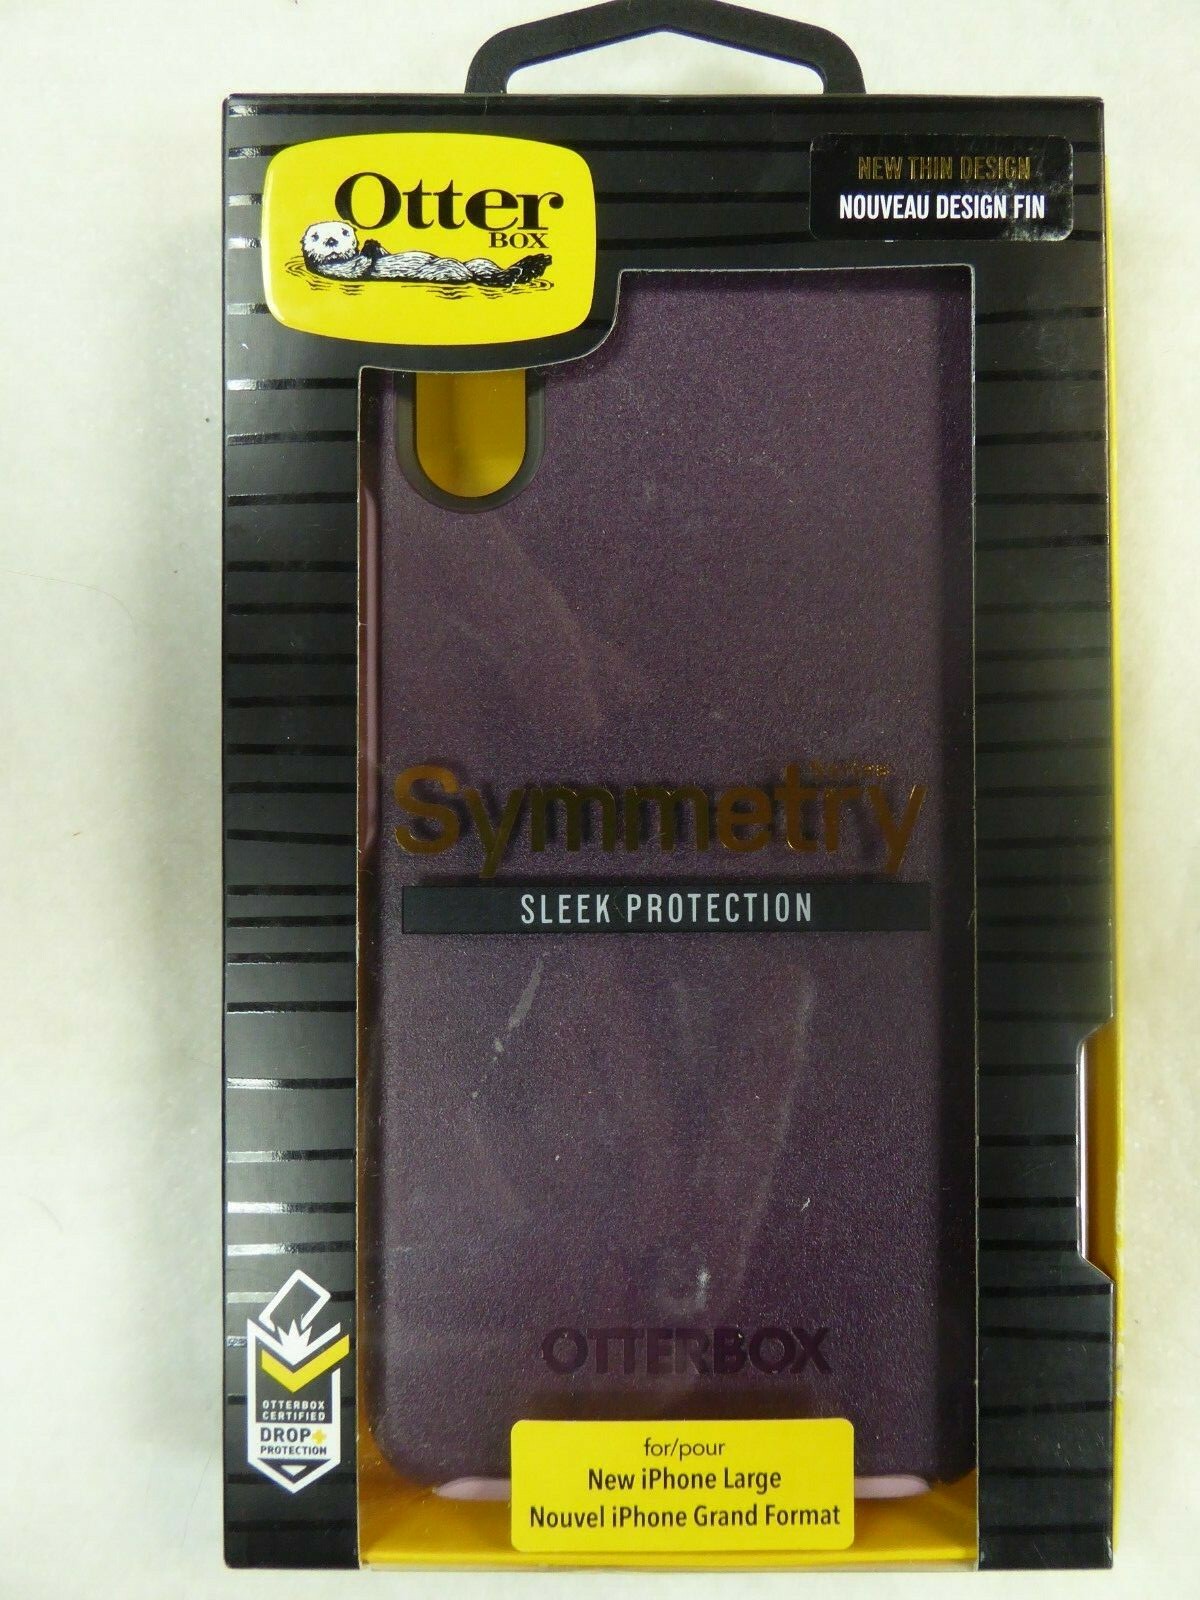 Otter
BOX
NEW THIN DESIGN
NOUVEAU DESIGN FIN
Symmetry
SLEEK PROTECTION
OTTERBOX
OTTERBOX
CERTIFIED
DROP+
PROTECTION
for/pour
New iPhone Large
Nouvel iPhone Grand Format